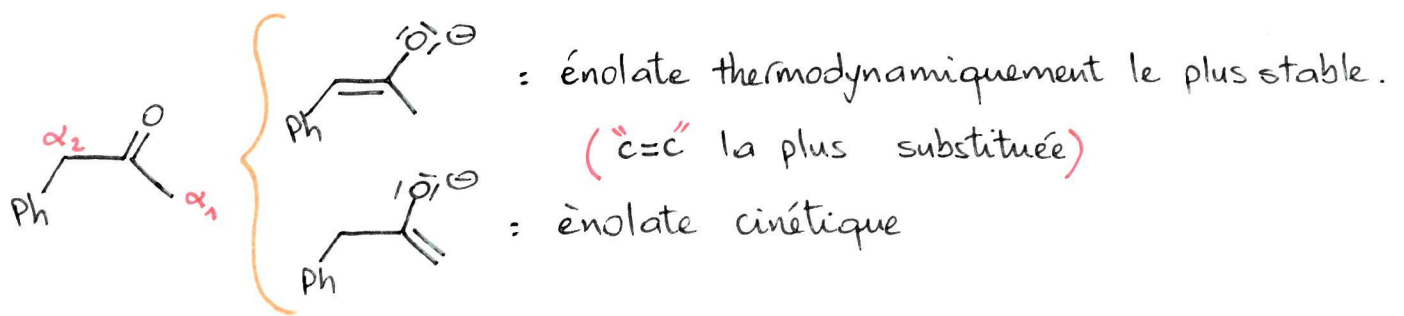 O⊖ : énolate thermodynamiquement le plus stable.
Ph
("c=c" la plus substituée)
O
α₂
Ph
α₁
O⊖
: ènolate cinétique
Ph